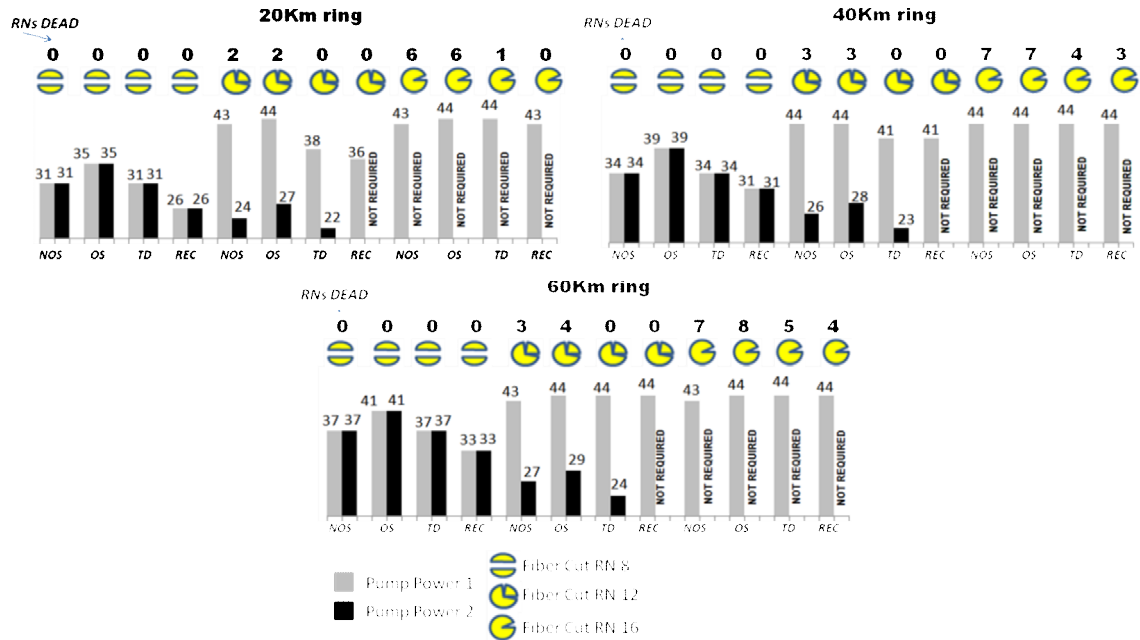 20Km ring
RNs DEAD
0 0 0 0 2 2 0 0 6 6 1 0
31 31 35 35 31 31 26 26 43 24 44 27 38 22 36 NOT REQUIRED 43 NOT REQUIRED 44 NOT REQUIRED 44 NOT REQUIRED 43 NOT REQUIRED
NOS OS TD REC NOS OS TD REC NOS OS TD REC
40Km ring
RNs DEAD
0 0 0 0 3 3 0 0 7 7 4 3
34 34 39 39 34 34 31 31 44 26 44 28 41 23 41 NOT REQUIRED 44 NOT REQUIRED 44 NOT REQUIRED 44 NOT REQUIRED 44 NOT REQUIRED
NOS OS TD REC NOS OS TD REC NOS OS TD REC
60Km ring
RNs DEAD
0 0 0 0 3 4 0 0 7 8 5 4
37 37 41 41 37 37 33 33 43 27 44 29 44 24 44 NOT REQUIRED 43 NOT REQUIRED 44 NOT REQUIRED 44 NOT REQUIRED 44 NOT REQUIRED
NOS OS TD REC NOS OS TD REC NOS OS TD REC
Pump Power 1
Pump Power 2
Fiber Cut RN 8
Fiber Cut RN 12
Fiber Cut RN 16